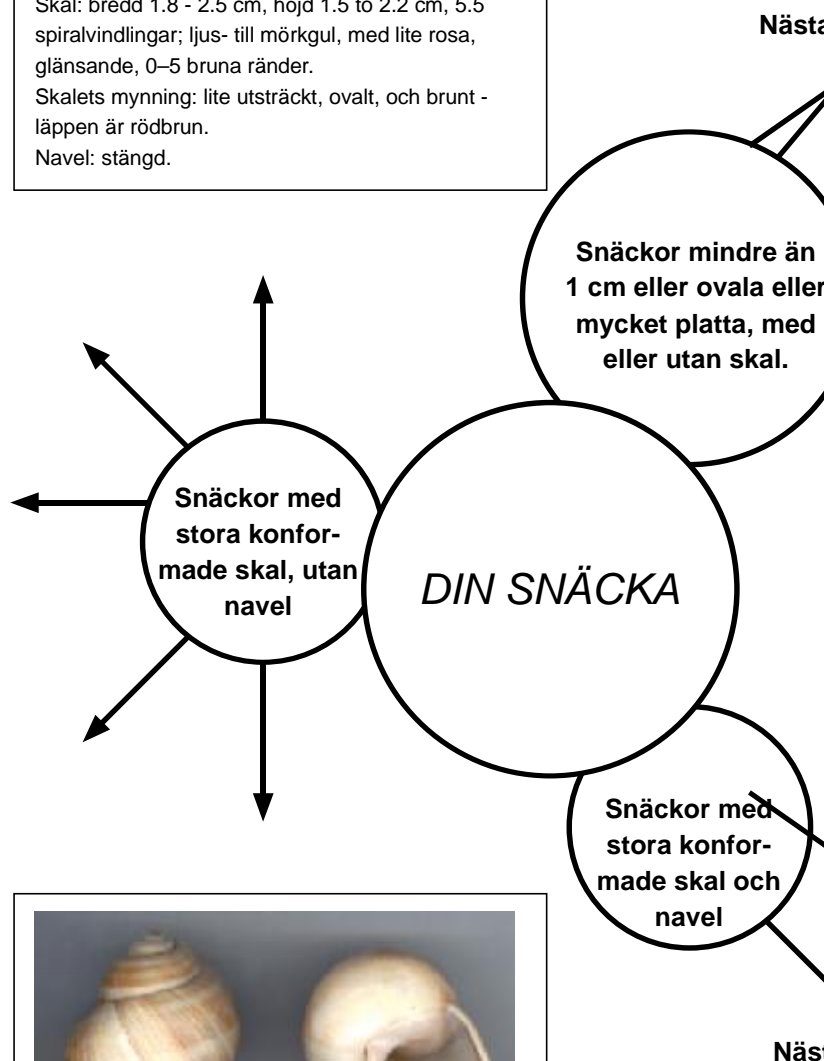 Skal: bredd 1.8 - 2.5 cm, höjd 1.5 to 2.2 cm, 5.5
spiralvindlingar; ljus- till mörkgul, med lite rosa,
glänsande, 0–5 bruna ränder.
Skalets mynning: lite utsträckt, ovalt, och brunt -
läppen är rödbrun.
Navel: stängd.
Snäckor mindre än
1 cm eller ovala eller
mycket platta, med
eller utan skal.
Snäckor med
stora konfor-
made skal, utan
navel
DIN SNÄCKA
Snäckor med
stora konfor-
made skal och
navel